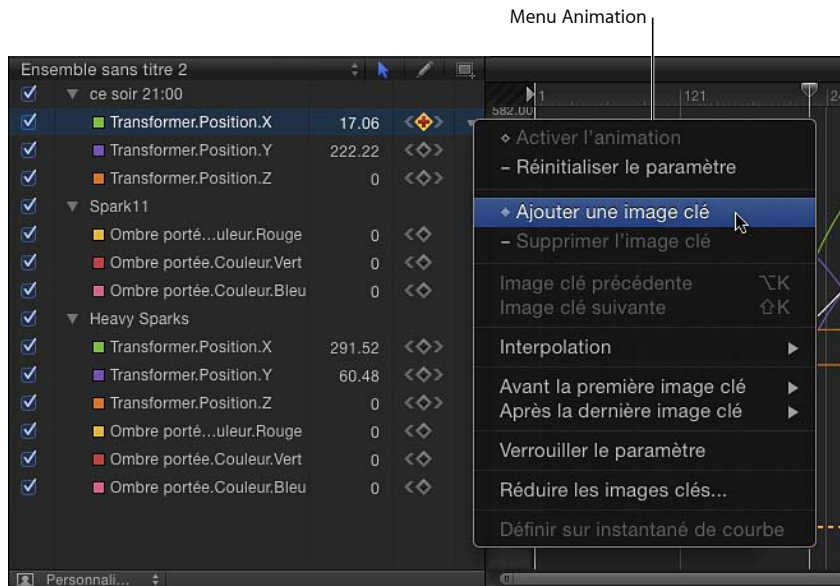 Menu Animation
Ensemble sans titre 2
ce soir 21:00
1
121
582.00
Transformer.Position.X 17.06
Transformer.Position.Y 222.22
Transformer.Position.Z 0
Spark11
Ombre porté...uleur.Rouge 0
Ombre portée.Couleur.Vert 0
Ombre portée.Couleur.Bleu 0
Heavy Sparks
Transformer.Position.X 291.52
Transformer.Position.Y 60.48
Transformer.Position.Z 0
Ombre porté...uleur.Rouge 0
Ombre portée.Couleur.Vert 0
Ombre portée.Couleur.Bleu 0
Personnali...
Activer l'animation
– Réinitialiser le paramètre
Ajouter une image clé
– Supprimer l'image clé
Image clé précédente ⌥K
Image clé suivante ⇧K
Interpolation
Avant la première image clé
Après la dernière image clé
Verrouiller le paramètre
Réduire les images clés...
Définir sur instantané de courbe